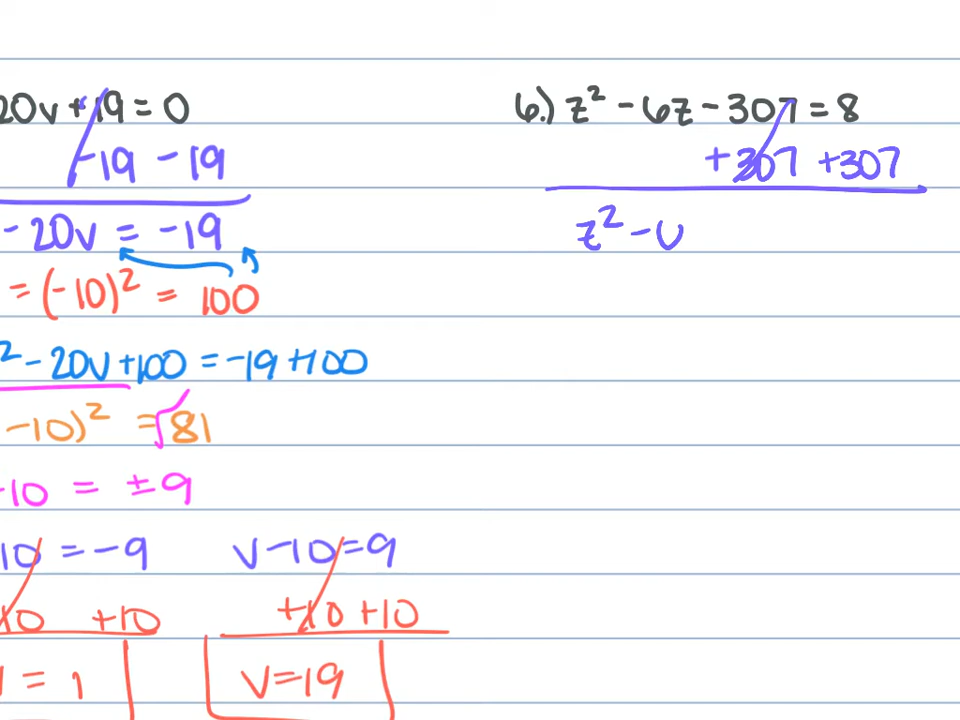 20v + 19 = 0
-19 -19
- 20v = -19
= (-10)² = 100
² - 20v + 100 = -19 + 100
-10)² = √81
-10 = ±9
10 = -9 v - 10 = 9
+10 +10 +10 +10
= 1 v = 19
6.) z² - 6z - 307 = 8
+307 +307
z² - 6